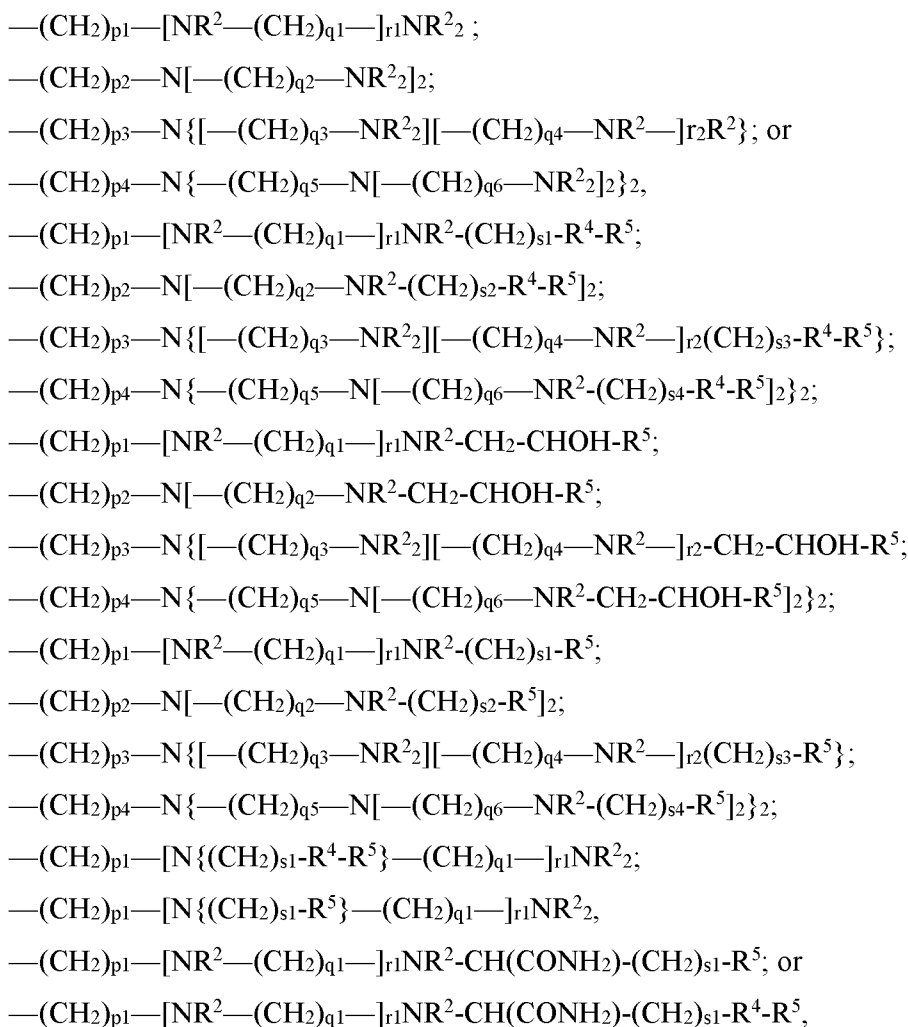 —(CH₂)p1—[NR²—(CH₂)q1—]r1NR²₂ ;
—(CH₂)p2—N[—(CH₂)q2—NR²₂]₂;
—(CH₂)p3—N{[—(CH₂)q3—NR²₂][—(CH₂)q4—NR²—]r₂R²}; or
—(CH₂)p4—N{—(CH₂)q5—N[—(CH₂)q6—NR²₂]₂}₂,
—(CH₂)p1—[NR²—(CH₂)q1—]r1NR²-(CH₂)s1-R⁴-R⁵;
—(CH₂)p2—N[—(CH₂)q2—NR²-(CH₂)s2-R⁴-R⁵]₂;
—(CH₂)p3—N{[—(CH₂)q3—NR²₂][—(CH₂)q4—NR²—]r2(CH₂)s3-R⁴-R⁵};
—(CH₂)p4—N{—(CH₂)q5—N[—(CH₂)q6—NR²-(CH₂)s4-R⁴-R⁵]₂}₂;
—(CH₂)p1—[NR²—(CH₂)q1—]r1NR²-CH₂-CHOH-R⁵;
—(CH₂)p2—N[—(CH₂)q2—NR²-CH₂-CHOH-R⁵;
—(CH₂)p3—N{[—(CH₂)q3—NR²₂][—(CH₂)q4—NR²—]r2-CH₂-CHOH-R⁵;
—(CH₂)p4—N{—(CH₂)q5—N[—(CH₂)q6—NR²-CH₂-CHOH-R⁵]₂}₂;
—(CH₂)p1—[NR²—(CH₂)q1—]r1NR²-(CH₂)s1-R⁵;
—(CH₂)p2—N[—(CH₂)q2—NR²-(CH₂)s2-R⁵]₂;
—(CH₂)p3—N{[—(CH₂)q3—NR²₂][—(CH₂)q4—NR²—]r2(CH₂)s3-R⁵};
—(CH₂)p4—N{—(CH₂)q5—N[—(CH₂)q6—NR²-(CH₂)s4-R⁵]₂}₂;
—(CH₂)p1—[N{(CH₂)s1-R⁴-R⁵}—(CH₂)q1—]r1NR²₂;
—(CH₂)p1—[N{(CH₂)s1-R⁵}—(CH₂)q1—]r1NR²₂,
—(CH₂)p1—[NR²—(CH₂)q1—]r1NR²-CH(CONH₂)-(CH₂)s1-R⁵; or
—(CH₂)p1—[NR²—(CH₂)q1—]r1NR²-CH(CONH₂)-(CH₂)s1-R⁴-R⁵,